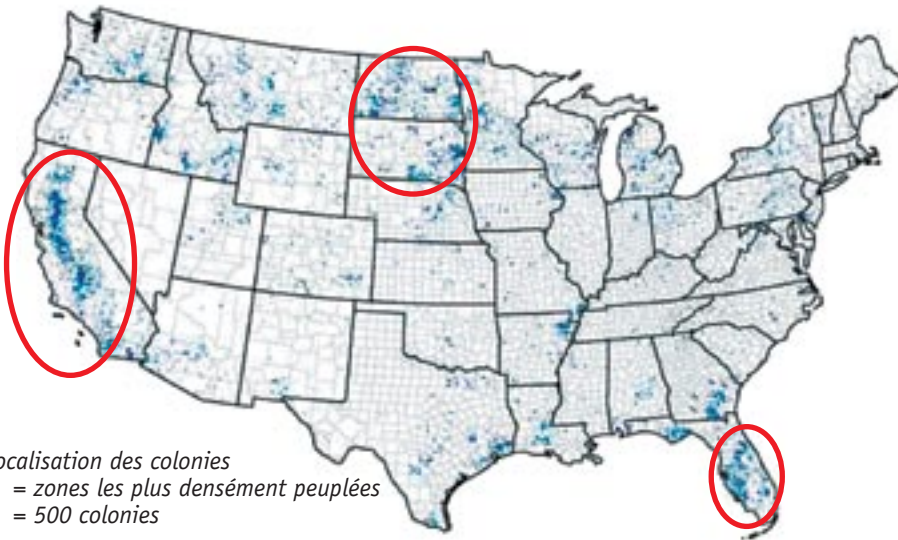 ocalisation des colonies
= zones les plus densément peuplées
= 500 colonies